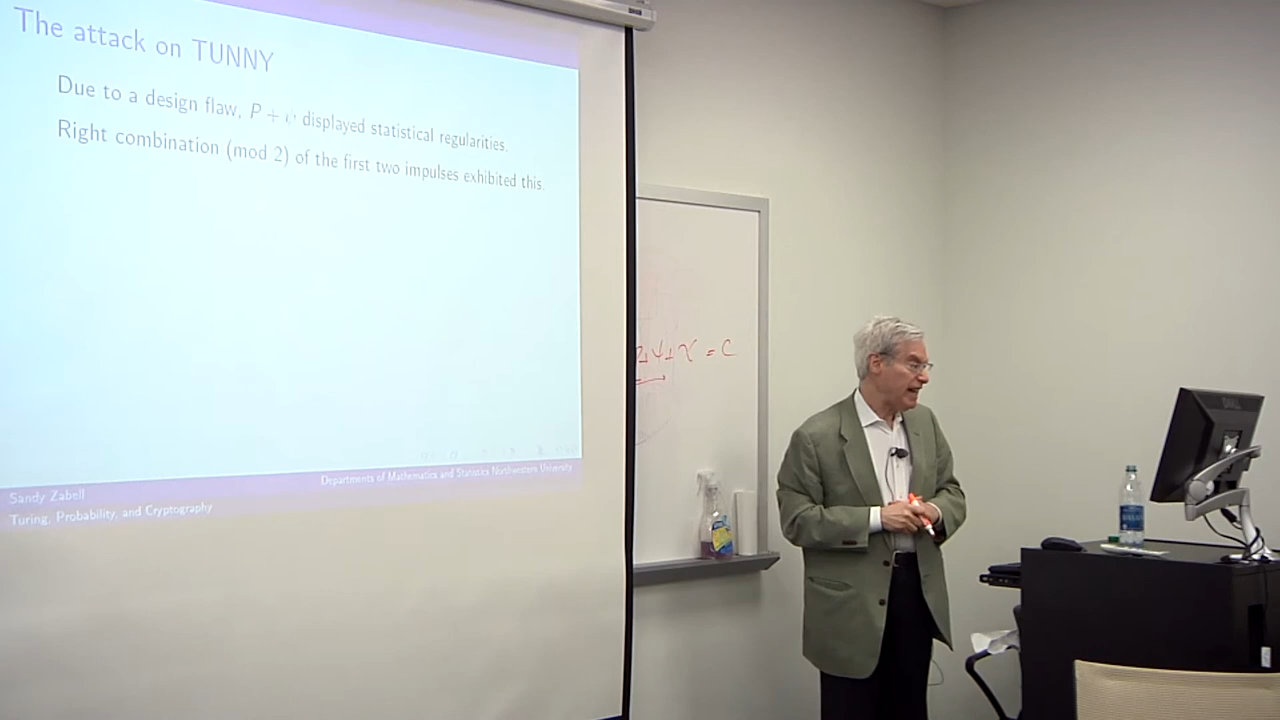 The attack on TUNNY
Due to a design flaw, P + ψ displayed statistical regularities.
Right combination (mod 2) of the first two impulses exhibited this.
Sandy Zabell
Departments of Mathematics and Statistics Northwestern University
Turing, Probability, and Cryptography
ψ + χ = C
DELL